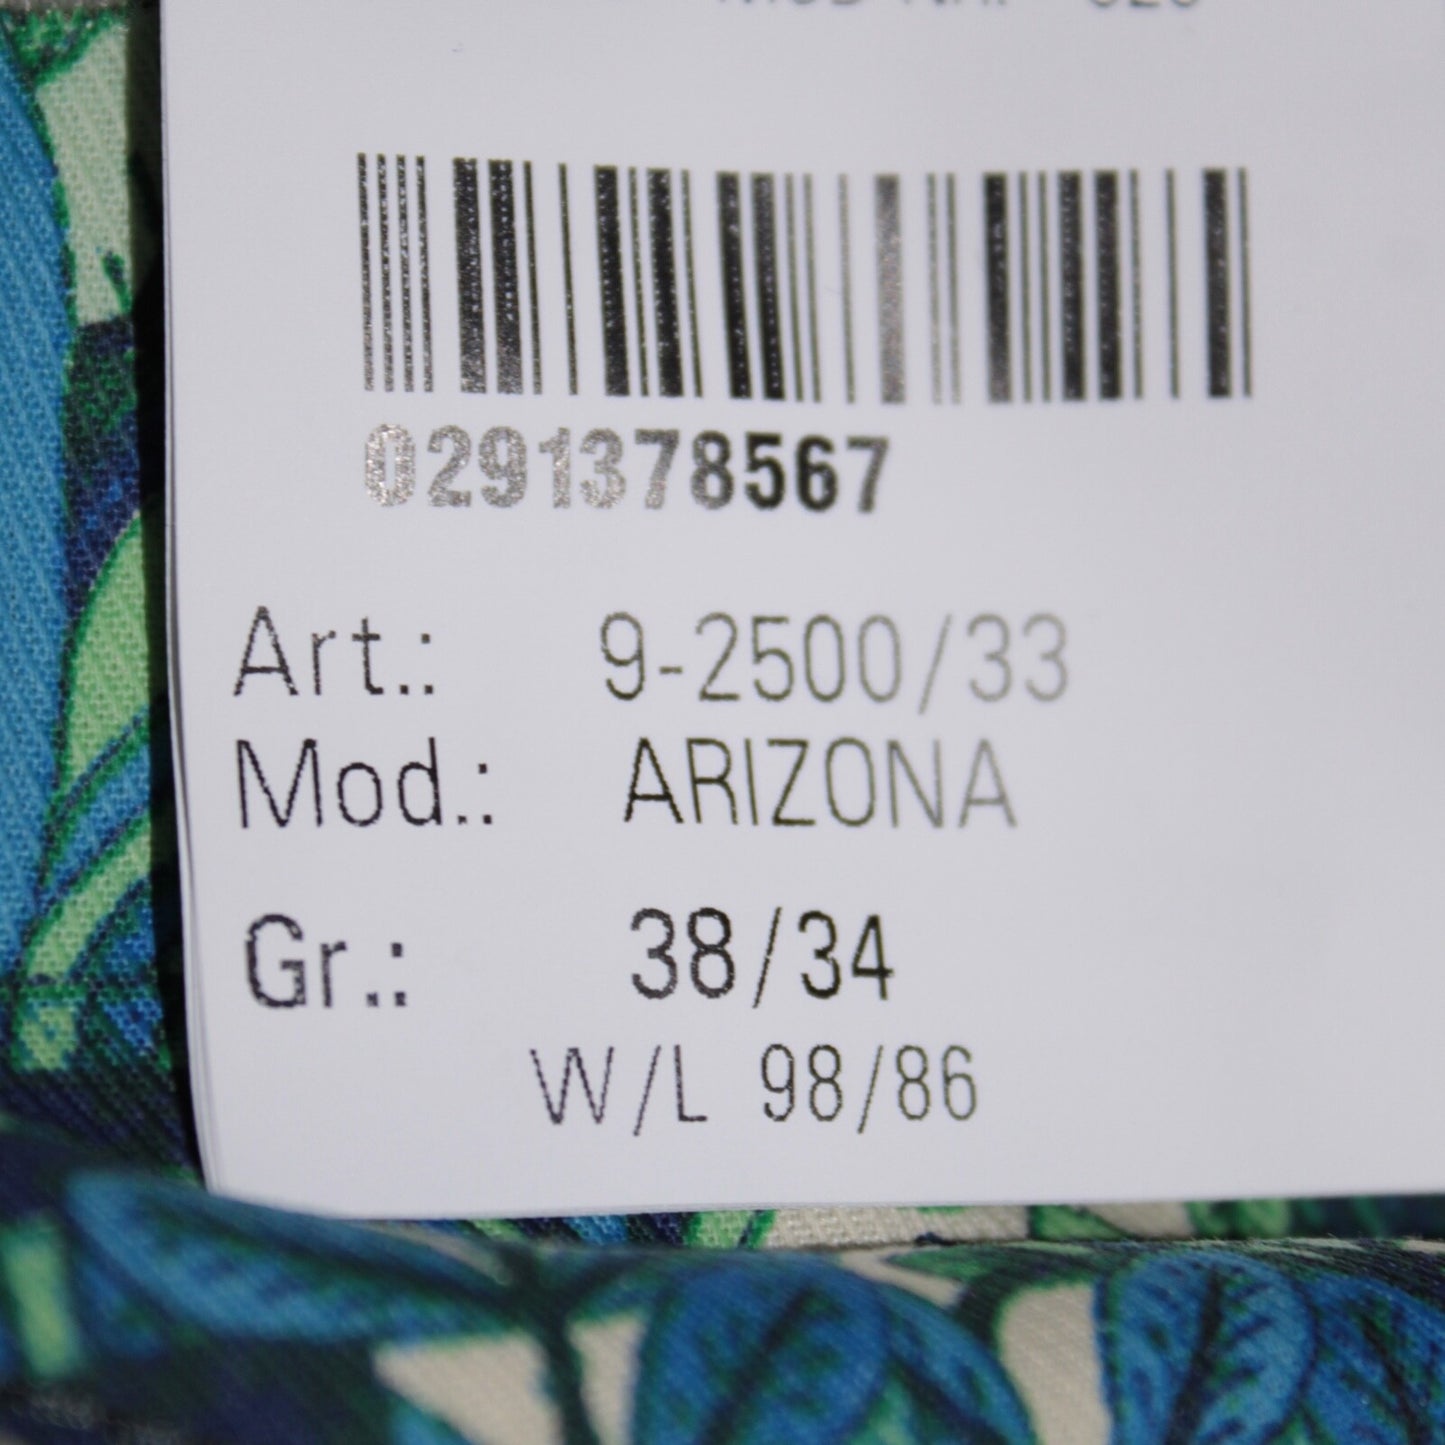 0291378567
Art.: 9-2500/33
Mod.: ARIZONA
Gr.: 38/34
W/L 98/86